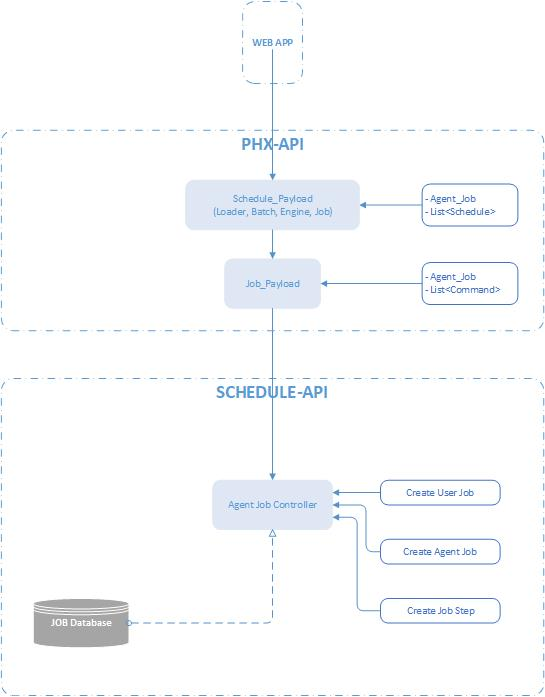 WEB APP
PHX-API
Schedule_Payload
(Loader, Batch, Engine, Job)
- Agent_Job
- List<Schedule>
Job_Payload
- Agent_Job
- List<Command>
SCHEDULE-API
Agent Job Controller
Create User Job
Create Agent Job
Create Job Step
JOB Database